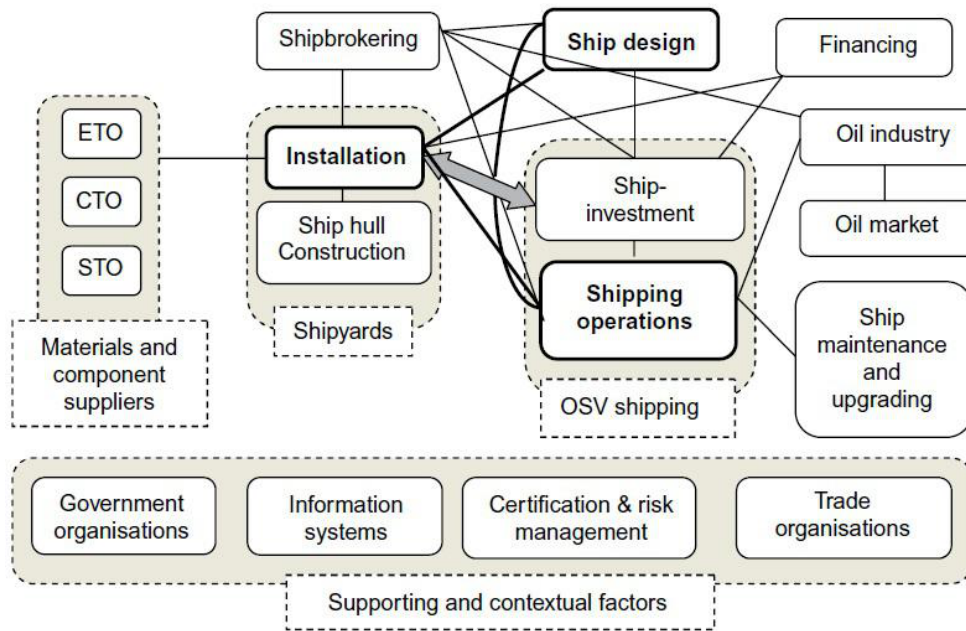 Shipbrokering
Ship design
Financing
ETO
CTO
STO
Materials and
component
suppliers
Installation
Ship hull
Construction
Shipyards
Ship-
investment
Shipping
operations
OSV shipping
Oil industry
Oil market
Ship
maintenance
and
upgrading
Government
organisations
Information
systems
Certification & risk
management
Trade
organisations
Supporting and contextual factors